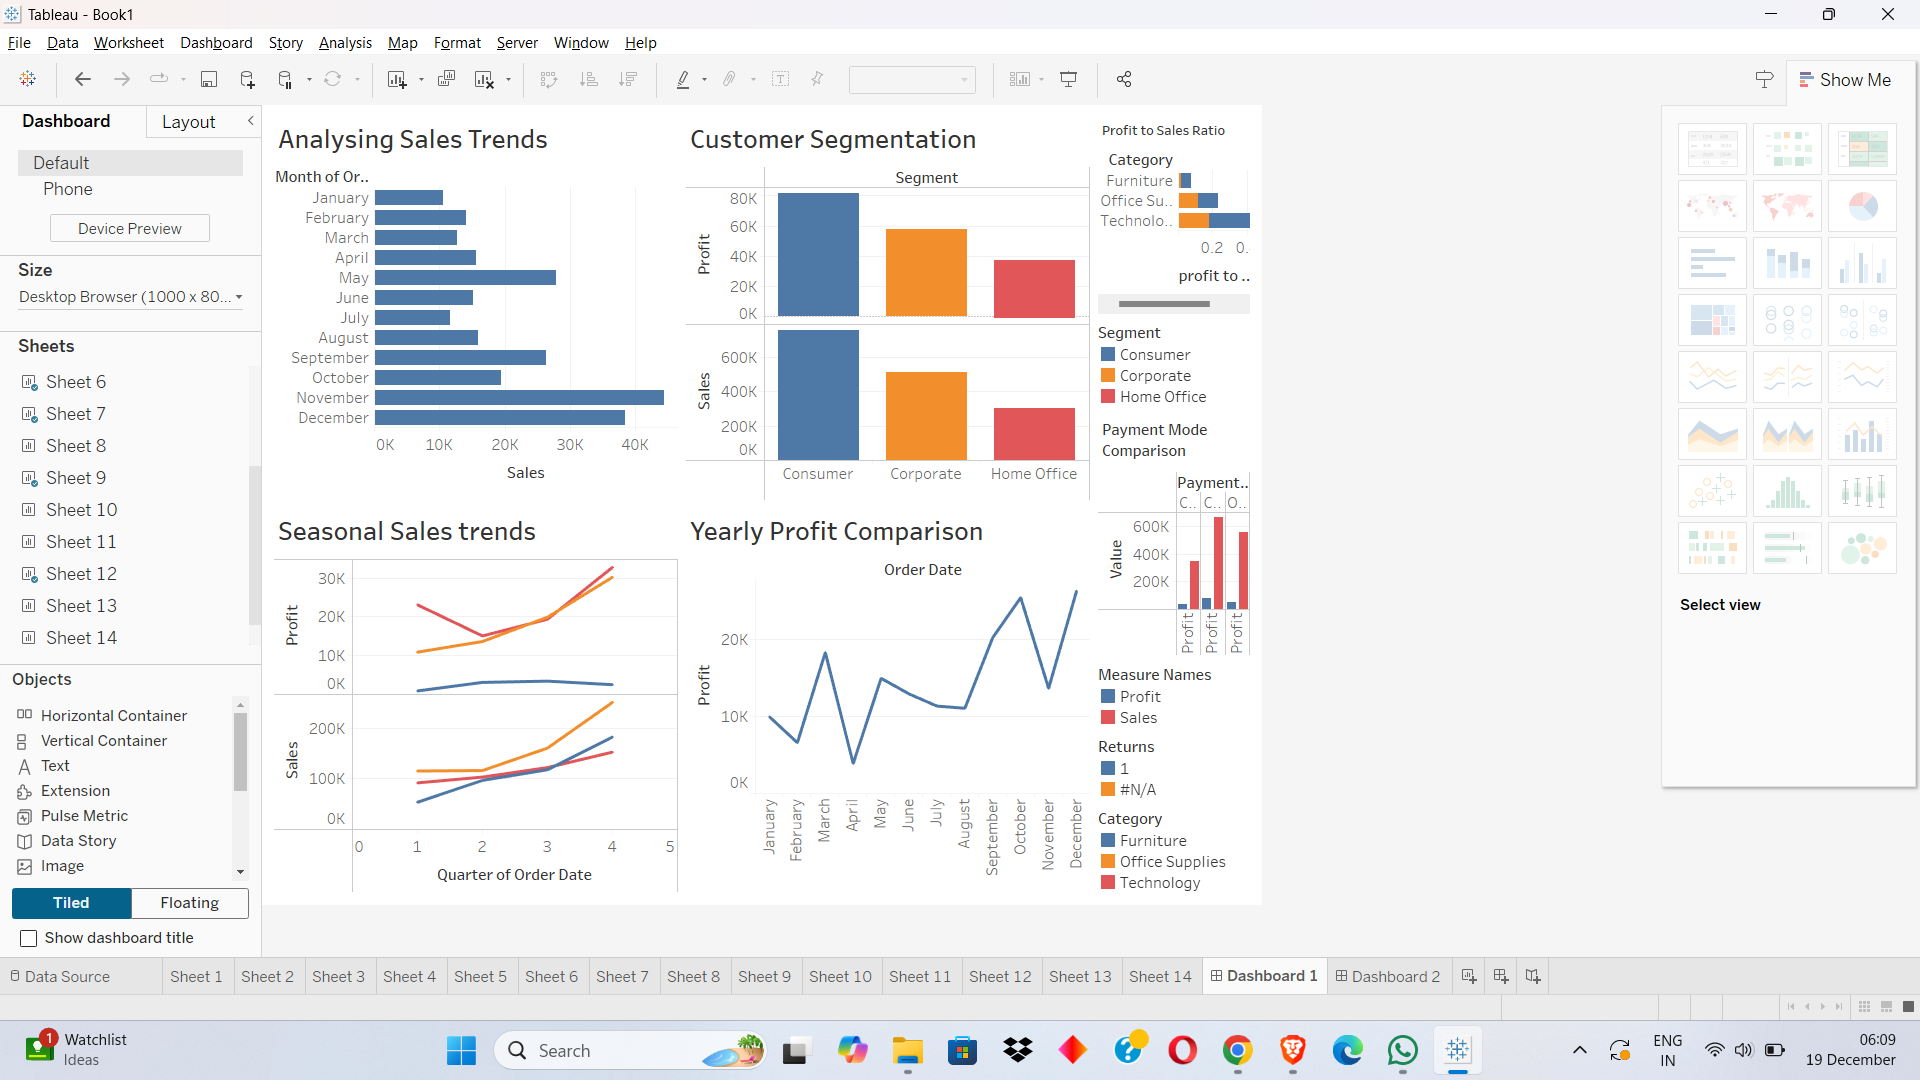 Tableau - Book1
File Data Worksheet Dashboard Story Analysis Map Format Server Window Help
Show Me
Dashboard
Layout
Default
Phone
Device Preview
Size
Desktop Browser (1000 x 80...
Sheets
Sheet 6
Sheet 7
Sheet 8
Sheet 9
Sheet 10
Sheet 11
Sheet 12
Sheet 13
Sheet 14
Objects
Horizontal Container
Vertical Container
Text
Extension
Pulse Metric
Data Story
Image
Tiled
Floating
Show dashboard title
Analysing Sales Trends
Month of Or..
January
February
March
April
May
June
July
August
September
October
November
December
0K 10K 20K 30K 40K
Sales
Customer Segmentation
Segment
Profit
80K
60K
40K
20K
0K
Sales
600K
400K
200K
0K
Consumer Corporate Home Office
Profit to Sales Ratio
Category
Furniture
Office Su..
Technolo..
0.2 0.
profit to ..
Segment
Consumer
Corporate
Home Office
Payment Mode
Comparison
Payment..
C.. C.. O..
Value
600K
400K
200K
Profit Profit Profit
Measure Names
Profit
Sales
Returns
1
#N/A
Category
Furniture
Office Supplies
Technology
Seasonal Sales trends
Profit
30K
20K
10K
0K
Sales
200K
100K
0K
0 1 2 3 4 5
Quarter of Order Date
Yearly Profit Comparison
Order Date
Profit
20K
10K
0K
January February March April May June July August September October November December
Select view
Data Source Sheet 1 Sheet 2 Sheet 3 Sheet 4 Sheet 5 Sheet 6 Sheet 7 Sheet 8 Sheet 9 Sheet 10 Sheet 11 Sheet 12 Sheet 13 Sheet 14 Dashboard 1 Dashboard 2
1
Watchlist
Ideas
Search
ENG
IN
06:09
19 December